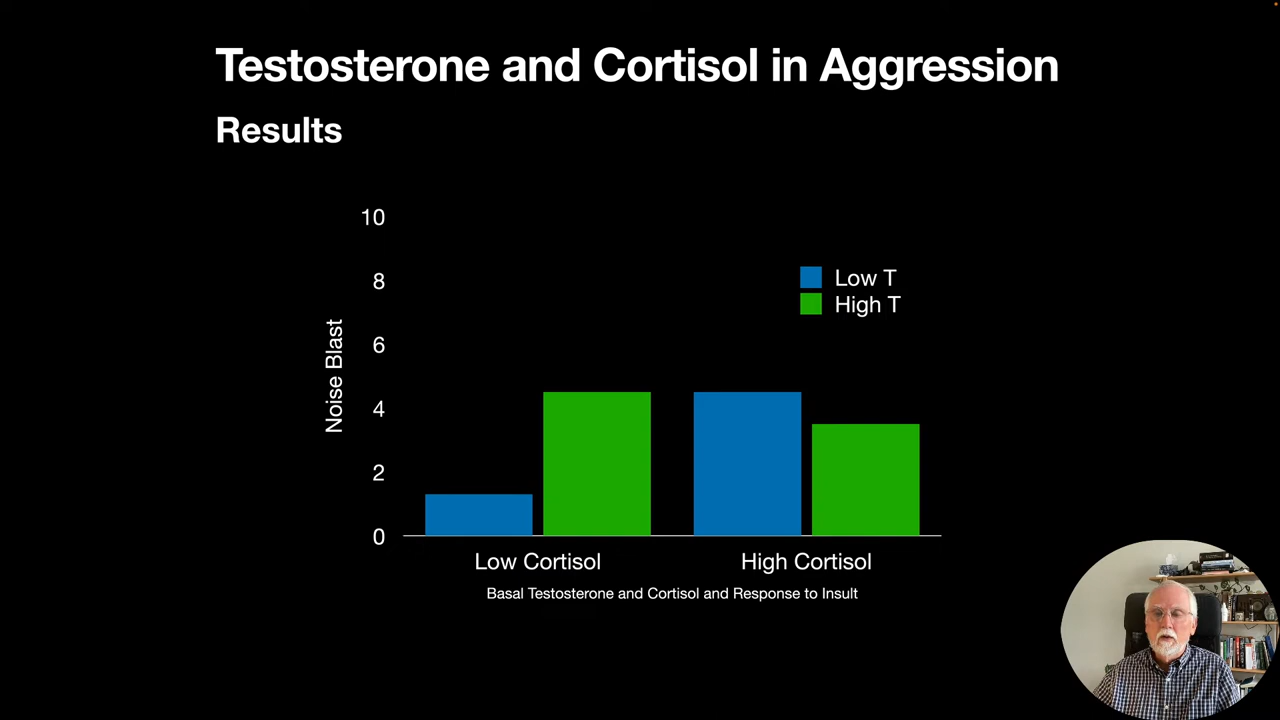 Testosterone and Cortisol in Aggression
Results
10
8
6
4
2
0
Noise Blast
Low T
High T
Low Cortisol
High Cortisol
Basal Testosterone and Cortisol and Response to Insult